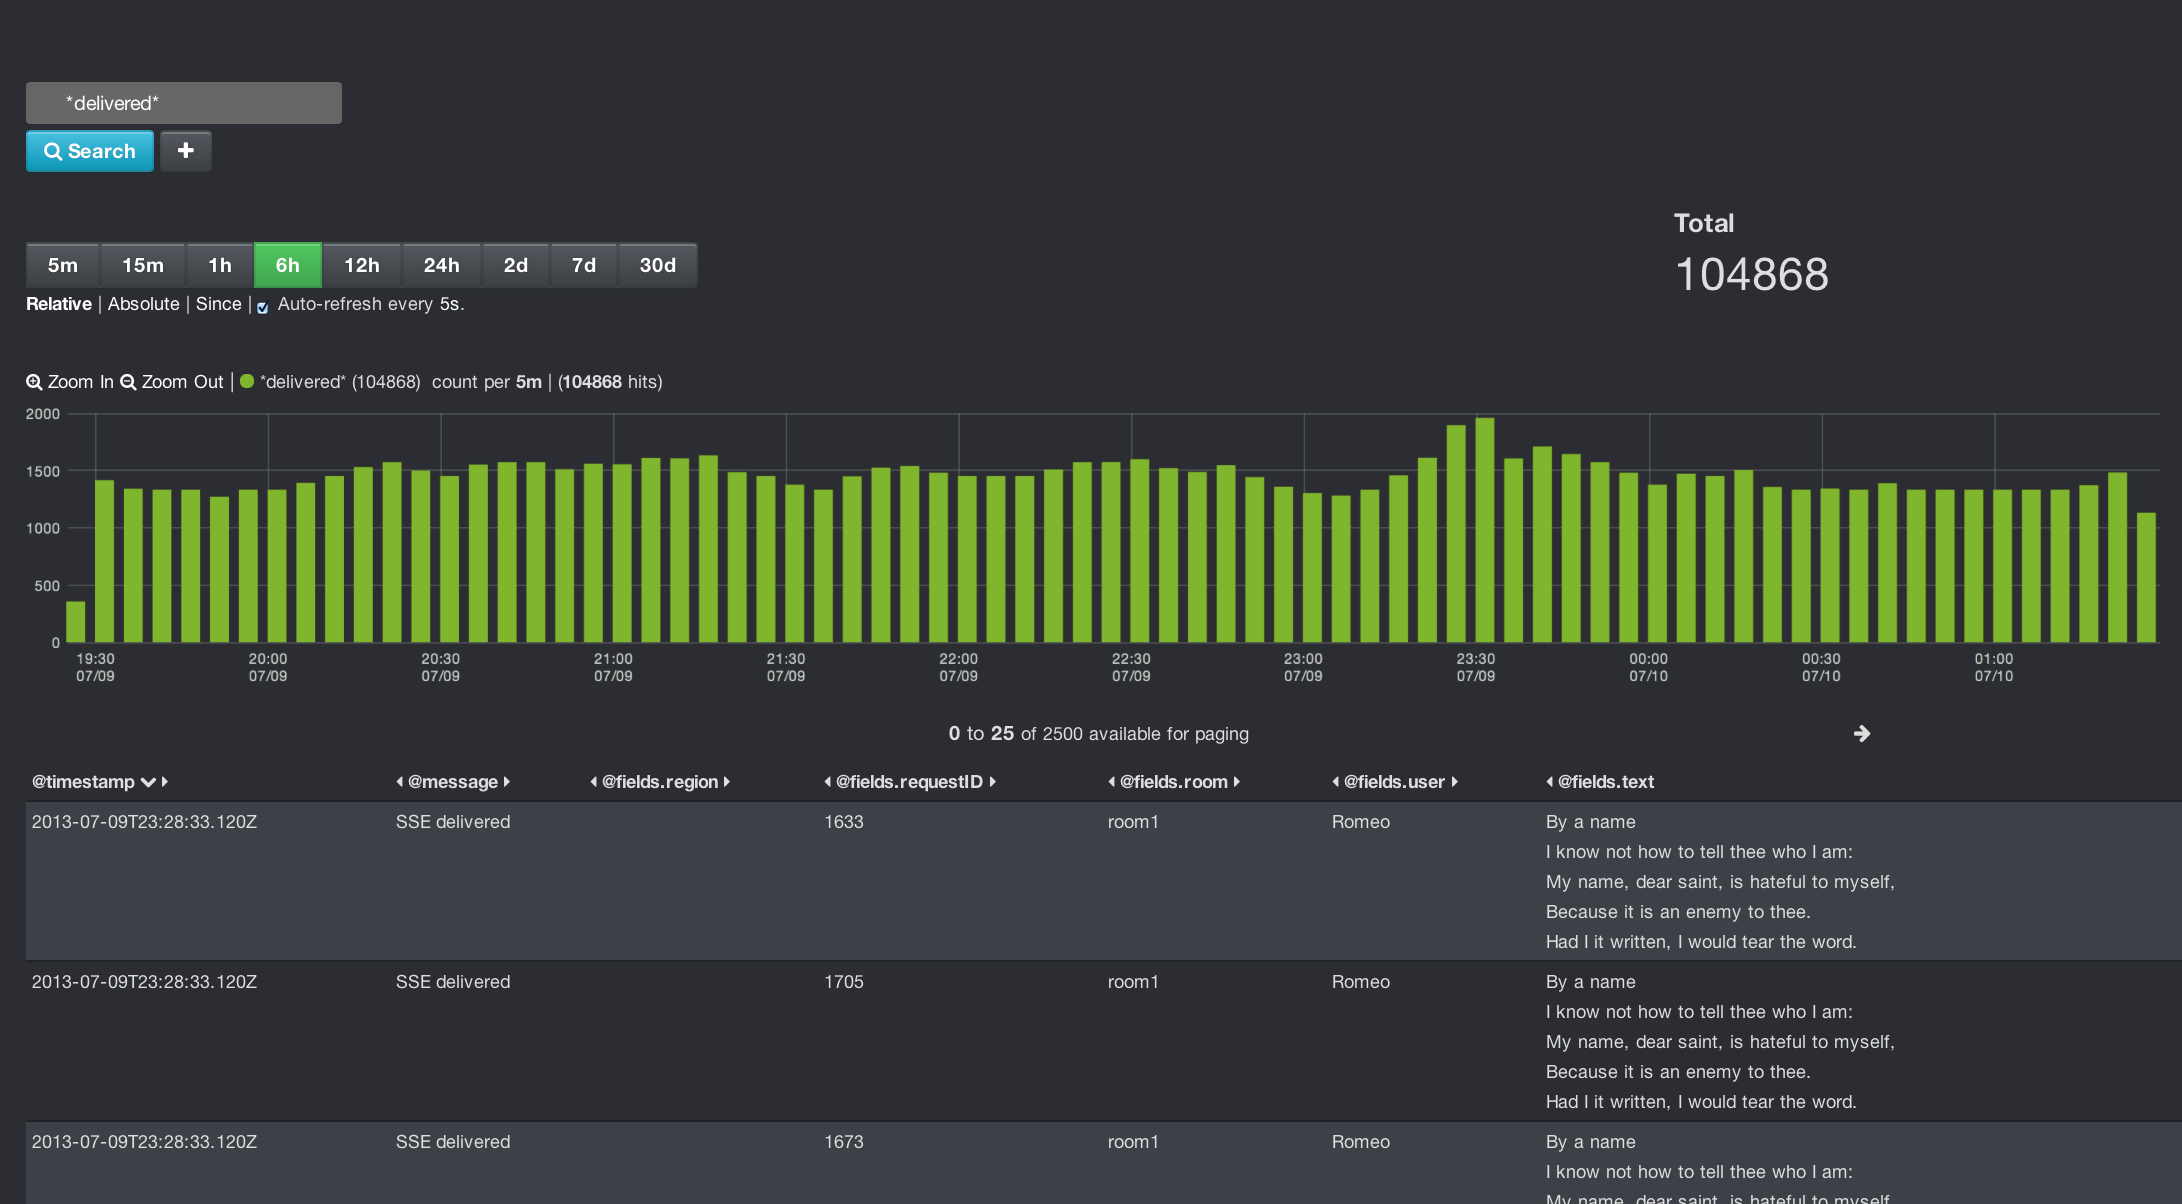 *delivered*
Search
Total
104868
5m 15m 1h 6h 12h 24h 2d 7d 30d
Relative | Absolute | Since | Auto-refresh every 5s.
Zoom In Zoom Out | *delivered* (104868) count per 5m | (104868 hits)
2000
1500
1000
500
0
19:30 20:00 20:30 21:00 21:30 22:00 22:30 23:00 23:30 00:00 00:30 01:00
07/09 07/09 07/09 07/09 07/09 07/09 07/09 07/09 07/09 07/10 07/10 07/10
0 to 25 of 2500 available for paging
@timestamp @message @fields.region @fields.requestID @fields.room @fields.user @fields.text
2013-07-09T23:28:33.120Z SSE delivered 1633 room1 Romeo By a name
I know not how to tell thee who I am:
My name, dear saint, is hateful to myself,
Because it is an enemy to thee.
Had I it written, I would tear the word.
2013-07-09T23:28:33.120Z SSE delivered 1705 room1 Romeo By a name
I know not how to tell thee who I am:
My name, dear saint, is hateful to myself,
Because it is an enemy to thee.
Had I it written, I would tear the word.
2013-07-09T23:28:33.120Z SSE delivered 1673 room1 Romeo By a name
I know not how to tell thee who I am:
My name, dear saint, is hateful to myself,